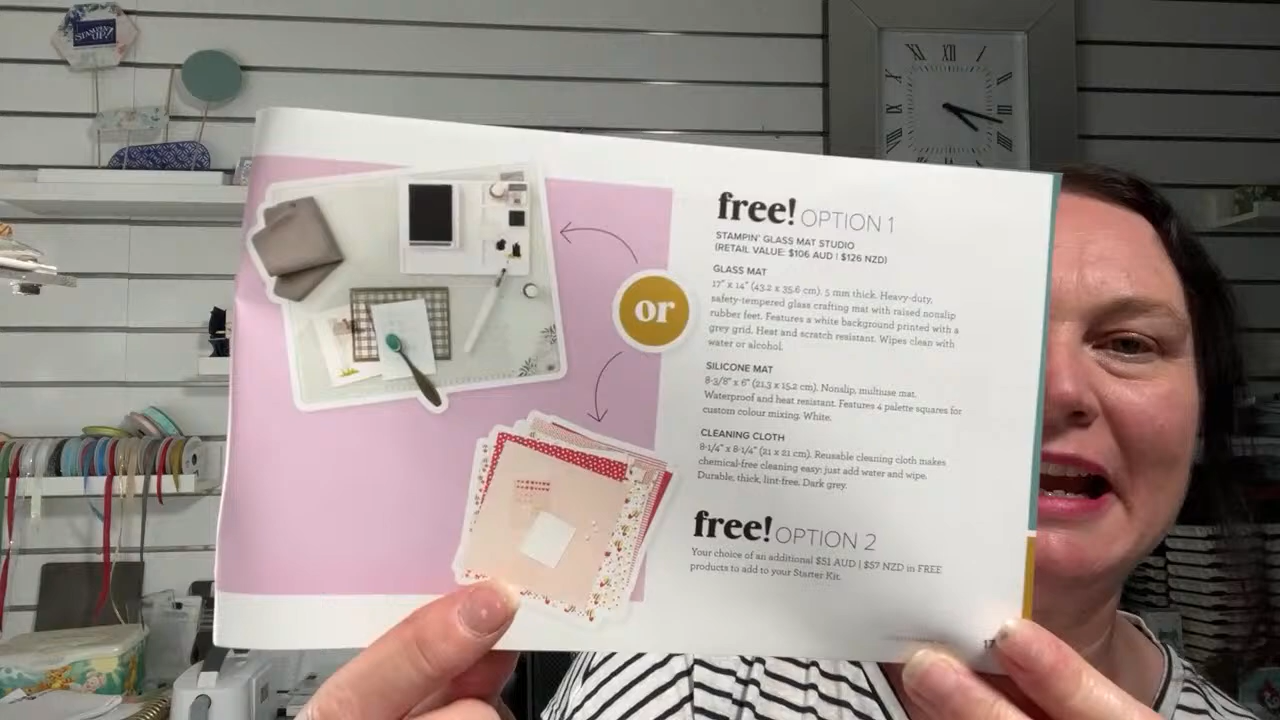 STAMPIN' UP!
free! OPTION 1
STAMPIN' GLASS MAT STUDIO
(RETAIL VALUE: $106 AUD | $126 NZD)
GLASS MAT
17" x 14" (43.2 x 35.6 cm). 5 mm thick. Heavy-duty,
safety-tempered glass crafting mat with raised nonslip
rubber feet. Features a white background printed with a
grey grid. Heat and scratch resistant. Wipes clean with
water or alcohol.
or
SILICONE MAT
8-3/8" x 6" (21.3 x 15.2 cm). Nonslip, multiuse mat.
Waterproof and heat resistant. Features 4 palette squares for
custom colour mixing. White.
CLEANING CLOTH
8-1/4" x 8-1/4" (21 x 21 cm). Reusable cleaning cloth makes
chemical-free cleaning easy: just add water and wipe.
Durable, thick, lint-free. Dark grey.
free! OPTION 2
Your choice of an additional $51 AUD | $57 NZD in FREE
products to add to your Starter Kit.